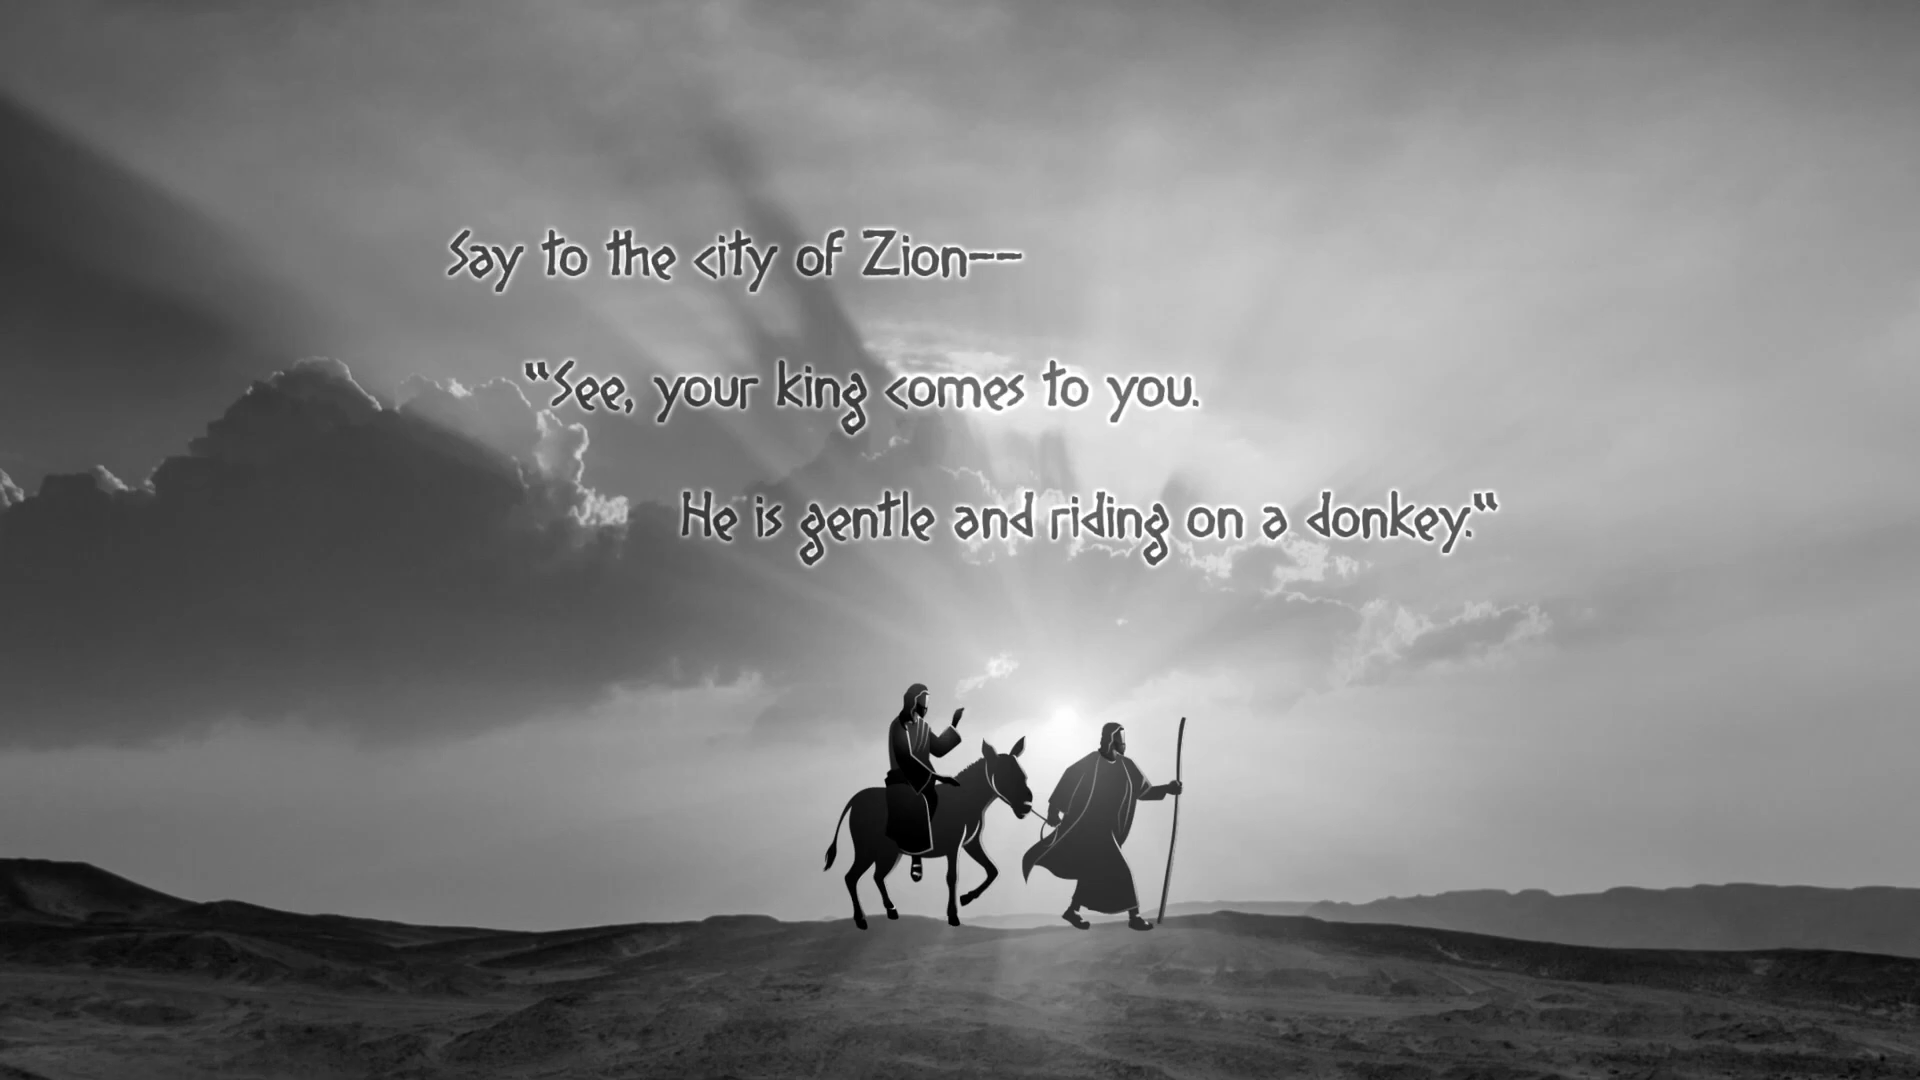 Say to the city of Zion--
"See, your king comes to you.
He is gentle and riding on a donkey."